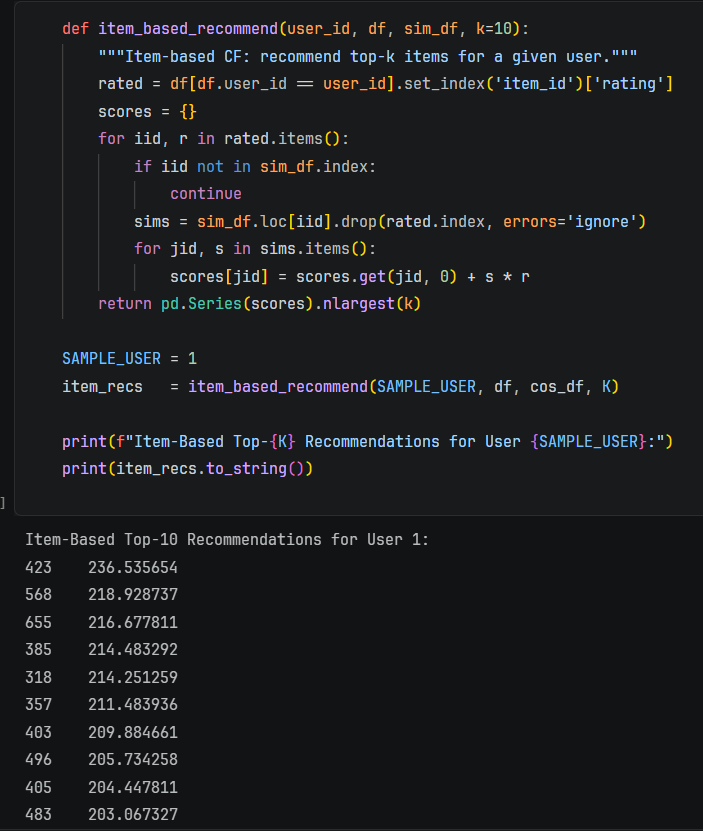 def item_based_recommend(user_id, df, sim_df, k=10):
    """Item-based CF: recommend top-k items for a given user."""
    rated = df[df.user_id == user_id].set_index('item_id')['rating']
    scores = {}
    for iid, r in rated.items():
        if iid not in sim_df.index:
            continue
        sims = sim_df.loc[iid].drop(rated.index, errors='ignore')
        for jid, s in sims.items():
            scores[jid] = scores.get(jid, 0) + s * r
    return pd.Series(scores).nlargest(k)

SAMPLE_USER = 1
item_recs   = item_based_recommend(SAMPLE_USER, df, cos_df, K)

print(f"Item-Based Top-{K} Recommendations for User {SAMPLE_USER}:")
print(item_recs.to_string())
]
Item-Based Top-10 Recommendations for User 1:
423    236.535654
568    218.928737
655    216.677811
385    214.483292
318    214.251259
357    211.483936
403    209.884661
496    205.734258
405    204.447811
483    203.067327